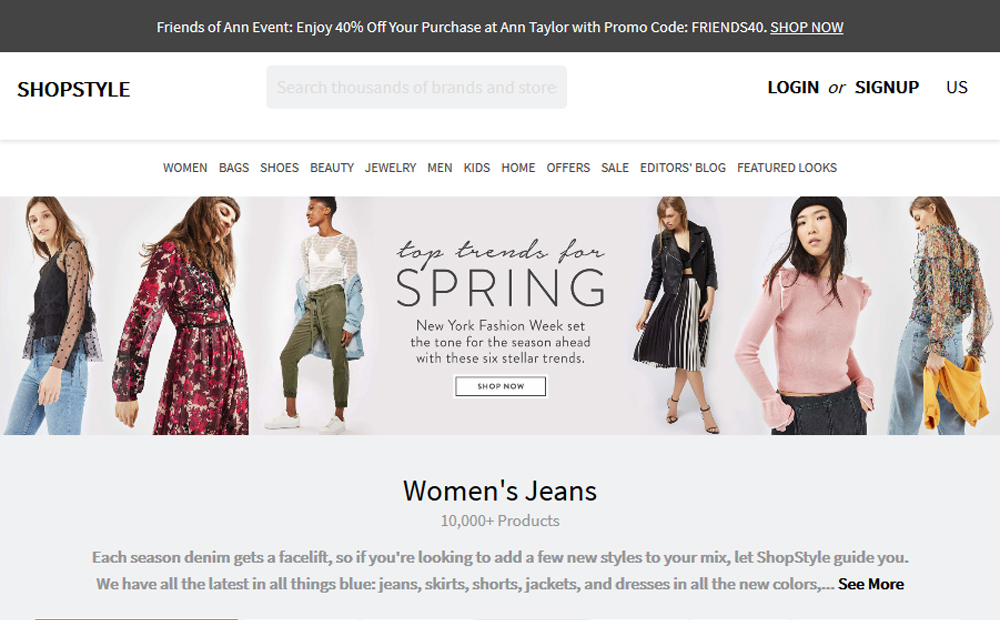 Friends of Ann Event: Enjoy 40% Off Your Purchase at Ann Taylor with Promo Code: FRIENDS40. SHOP NOW
SHOPSTYLE
Search thousands of brands and store
LOGIN or SIGNUP US
WOMEN BAGS SHOES BEAUTY JEWELRY MEN KIDS HOME OFFERS SALE EDITORS' BLOG FEATURED LOOKS
top trends for
SPRING
New York Fashion Week set
the tone for the season ahead
with these six stellar trends.
SHOP NOW
Women's Jeans
10,000+ Products
Each season denim gets a facelift, so if you're looking to add a few new styles to your mix, let ShopStyle guide you.
We have all the latest in all things blue: jeans, skirts, shorts, jackets, and dresses in all the new colors,... See More